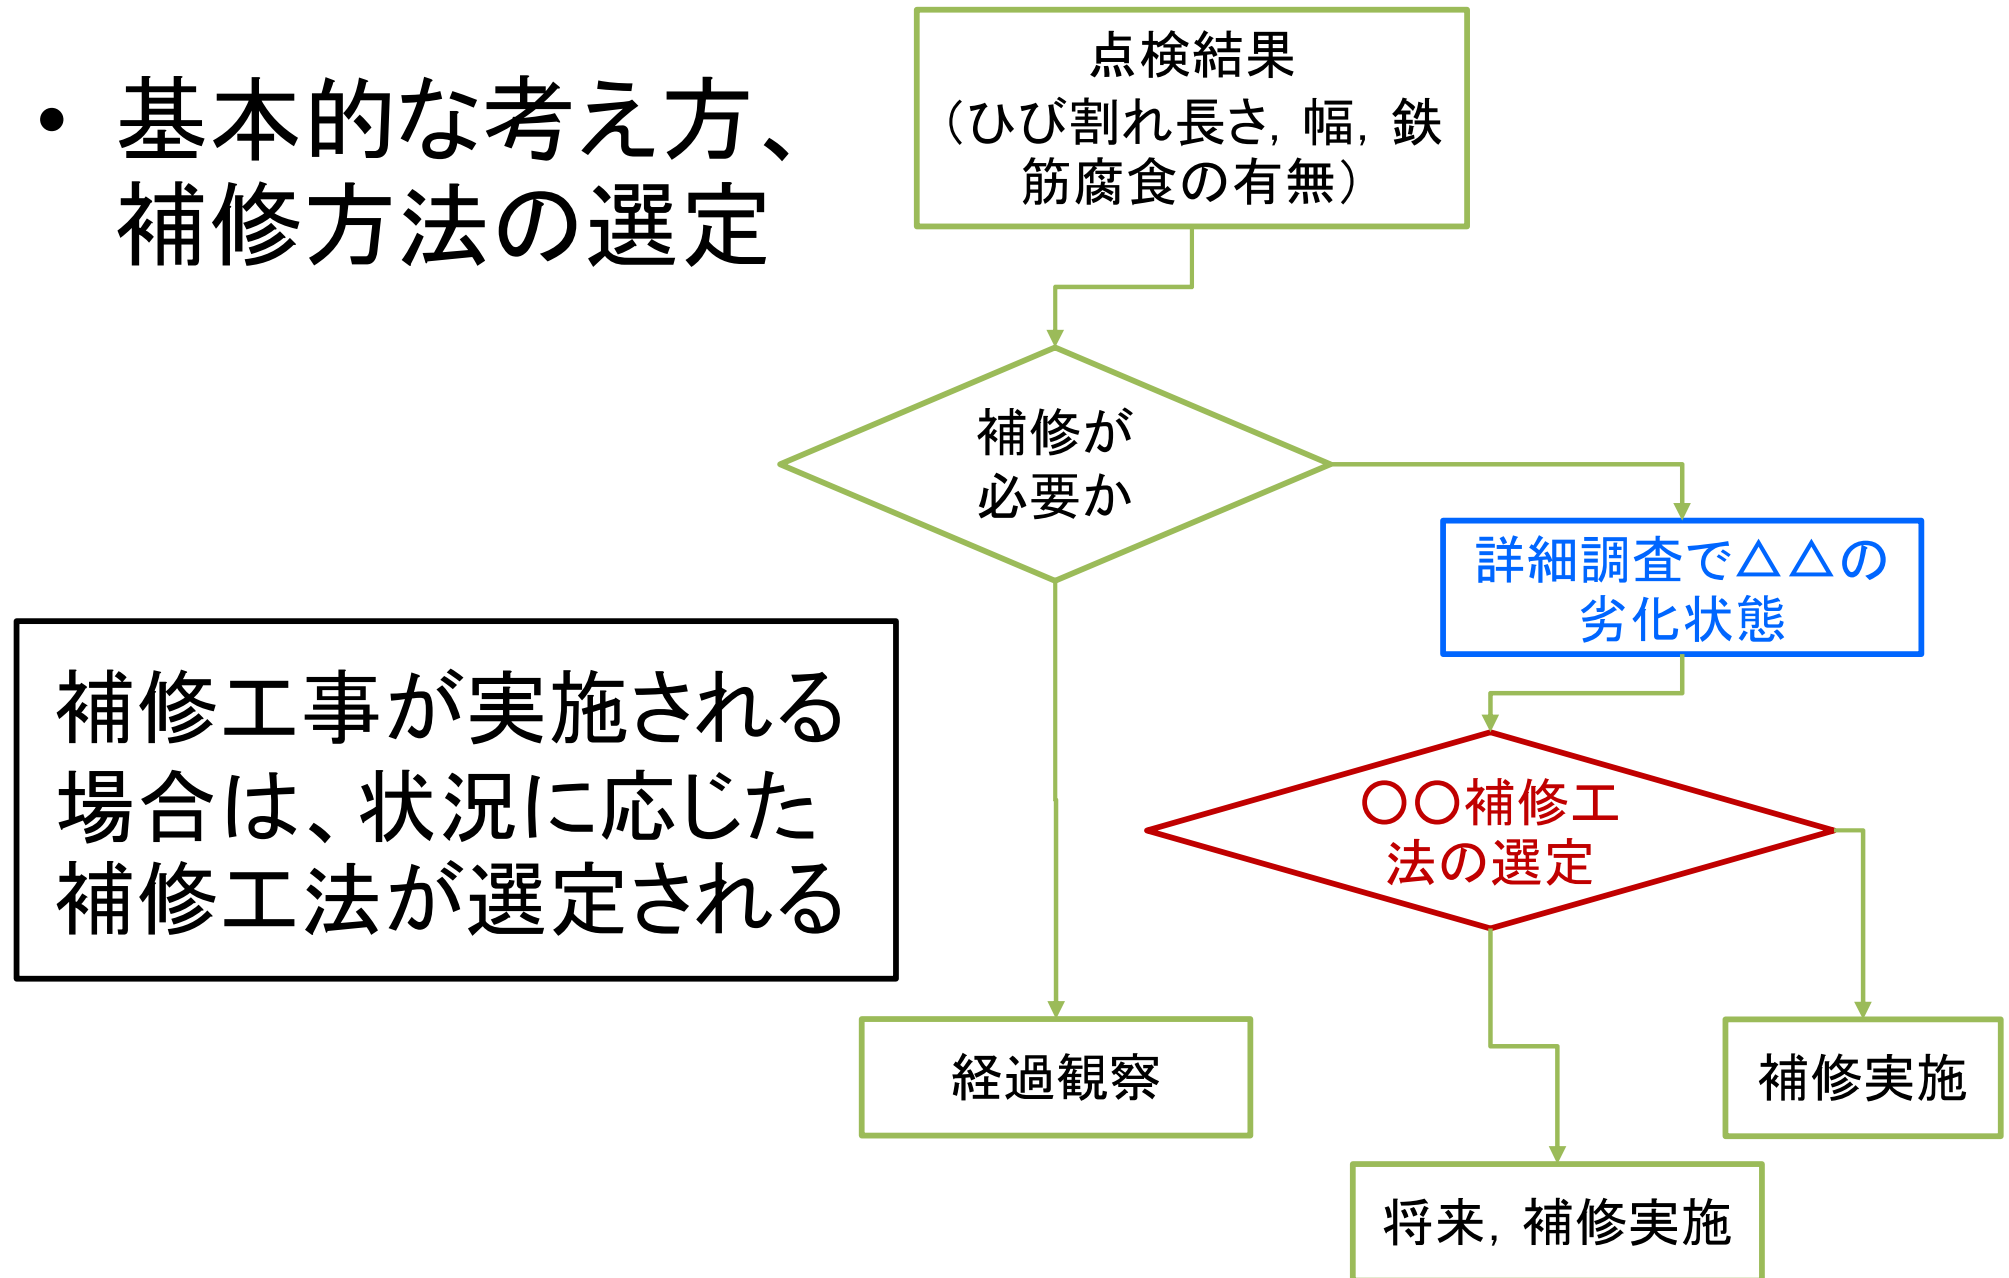 • 基本的な考え方、
補修方法の選定
点検結果
（ひび割れ長さ，幅，鉄
筋腐食の有無）
補修が
必要か
詳細調査で△△の
劣化状態
補修工事が実施される
場合は、状況に応じた
補修工法が選定される
〇〇補修工
法の選定
経過観察
補修実施
将来，補修実施